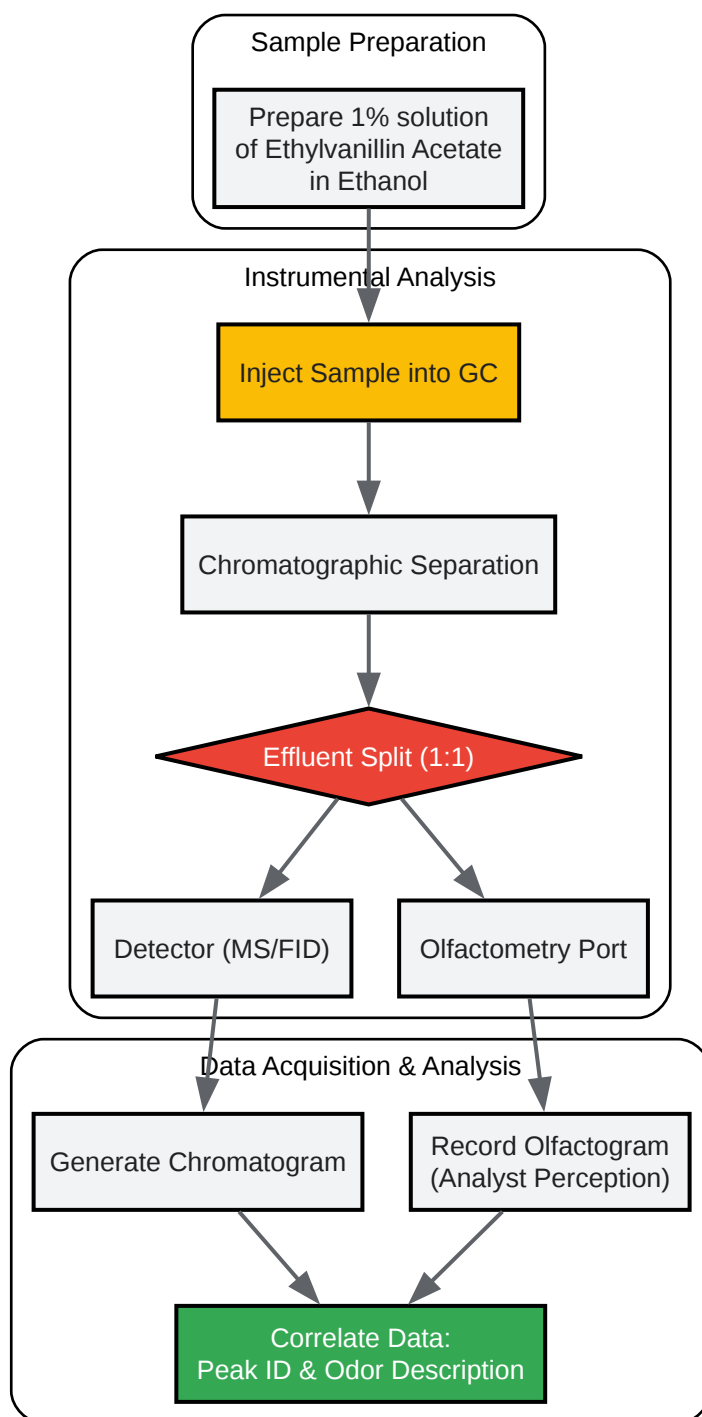 Sample Preparation
Prepare 1% solution
of Ethylvanillin Acetate
in Ethanol
Instrumental Analysis
Inject Sample into GC
Chromatographic Separation
Effluent Split (1:1)
Detector (MS/FID)
Olfactometry Port
Data Acquisition & Analysis
Generate Chromatogram
Record Olfactogram
(Analyst Perception)
Correlate Data:
Peak ID & Odor Description